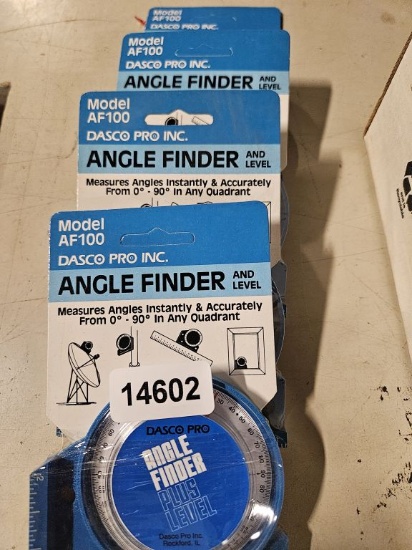 Model
AF100
Model
AF100
DASCO PRO INC.
ANGLE FINDER AND LEVEL
Model
AF100
DASCO PRO INC.
ANGLE FINDER AND LEVEL
Measures Angles Instantly & Accurately
From 0° - 90° In Any Quadrant
Model
AF100
DASCO PRO INC.
ANGLE FINDER AND LEVEL
Measures Angles Instantly & Accurately
From 0° - 90° In Any Quadrant
14602
DASCO PRO
ANGLE
FINDER
PLUS
LEVEL
Dasco Pro Inc.
Rockford, IL